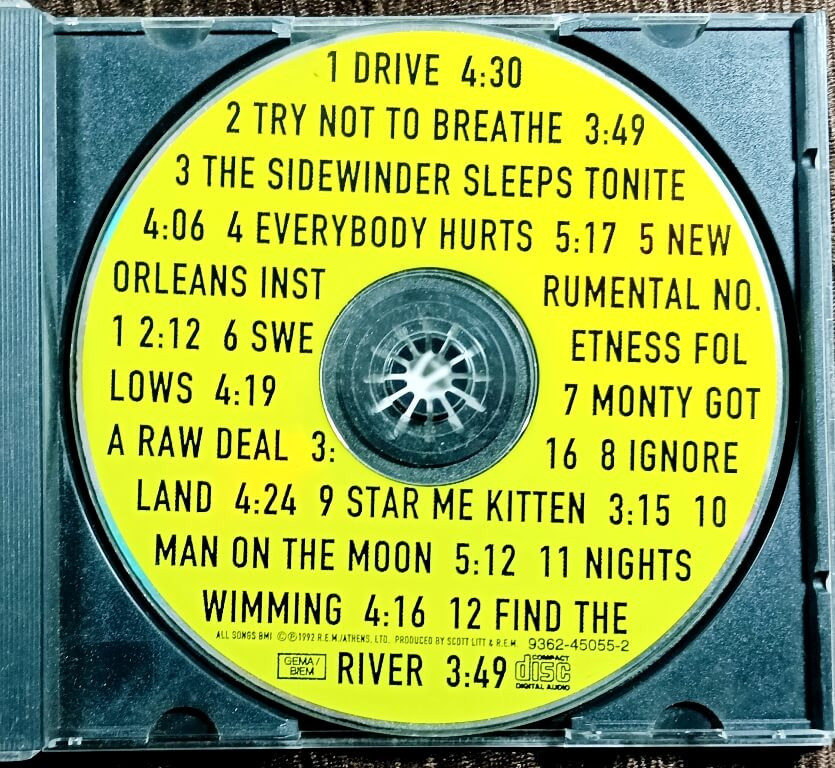 1 DRIVE 4:30
2 TRY NOT TO BREATHE 3:49
3 THE SIDEWINDER SLEEPS TONITE
4:06 4 EVERYBODY HURTS 5:17 5 NEW
ORLEANS INST RUMENTAL NO.
1 2:12 6 SWE ETNESS FOL
LOWS 4:19 7 MONTY GOT
A RAW DEAL 3: 16 8 IGNORE
LAND 4:24 9 STAR ME KITTEN 3:15 10
MAN ON THE MOON 5:12 11 NIGHTS
WIMMING 4:16 12 FIND THE
ALL SONGS BMI ©℗1992 R.E.M./ATHENS, LTD. PRODUCED BY SCOTT LITT & R.E.M. 9362-45055-2
GEMA/
BIEM
RIVER 3:49
COMPACT
disc
DIGITAL AUDIO